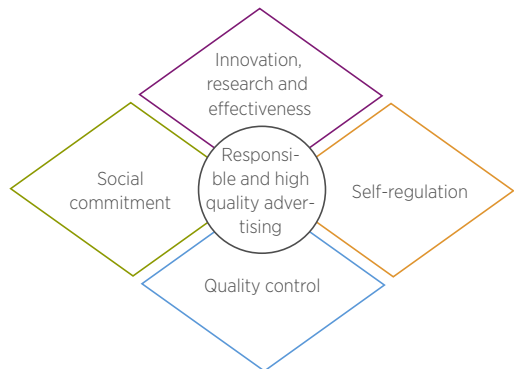 Innovation,
research and
effectiveness
Social
commitment
Responsi-
ble and high
quality adver-
tising
Self-regulation
Quality control